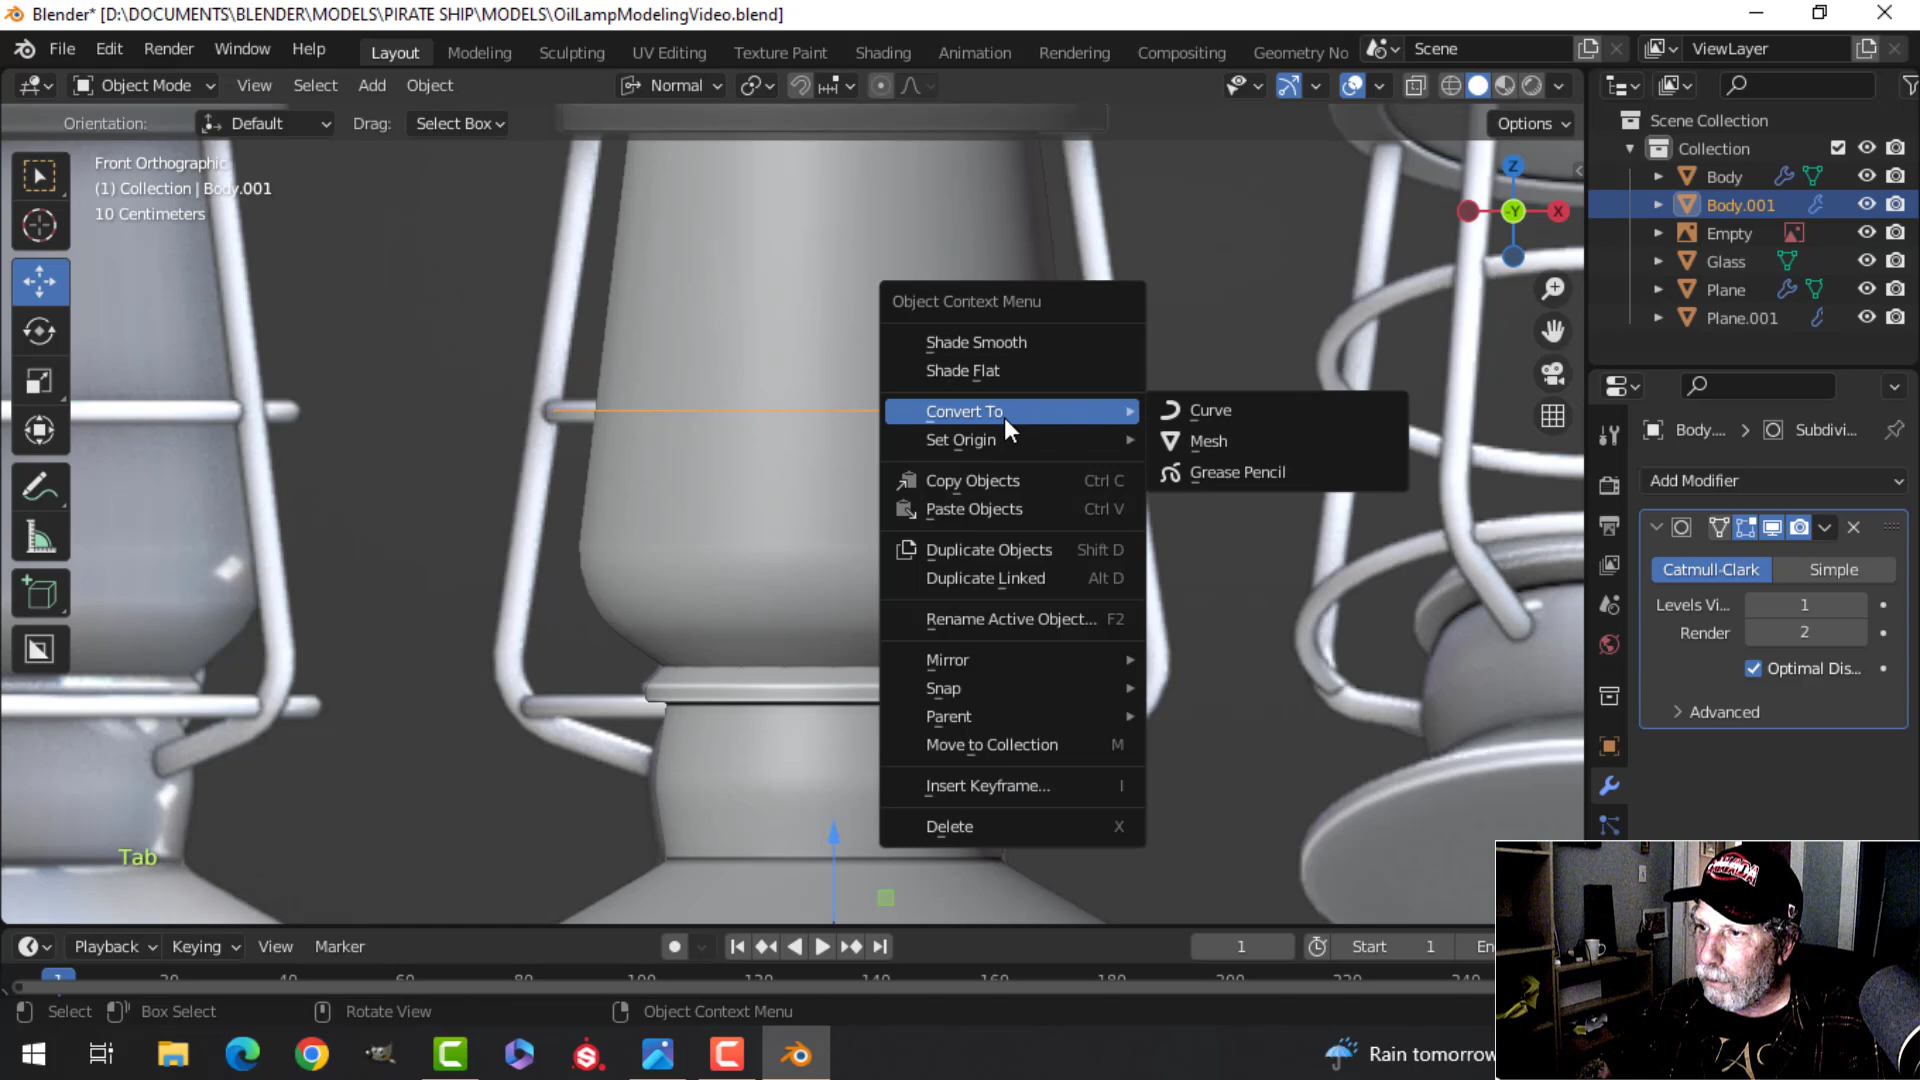 Blender* [D:\DOCUMENTS\BLENDER\MODELS\PIRATE SHIP\MODELS\OilLampModelingVideo.blend]
File Edit Render Window Help Layout Modeling Sculpting UV Editing Texture Paint Shading Animation Rendering Compositing Geometry No Scene ViewLayer
Object Mode View Select Add Object Normal
Orientation: Default Drag: Select Box Options
Front Orthographic
(1) Collection | Body.001
10 Centimeters
Z
-Y
X
Scene Collection
Collection
Body
Body.001
Empty
Glass
Plane
Plane.001
Object Context Menu
Shade Smooth
Shade Flat
Convert To
Set Origin
Copy Objects Ctrl C
Paste Objects Ctrl V
Duplicate Objects Shift D
Duplicate Linked Alt D
Rename Active Object... F2
Mirror
Snap
Parent
Move to Collection M
Insert Keyframe... I
Delete X
Curve
Mesh
Grease Pencil
Body.... Subdivi...
Add Modifier
Catmull-Clark Simple
Levels Vi... 1
Render 2
Optimal Dis...
Advanced
Tab
Playback Keying View Marker 1 Start 1 En
1
Select Box Select Rotate View Object Context Menu
Rain tomorrow